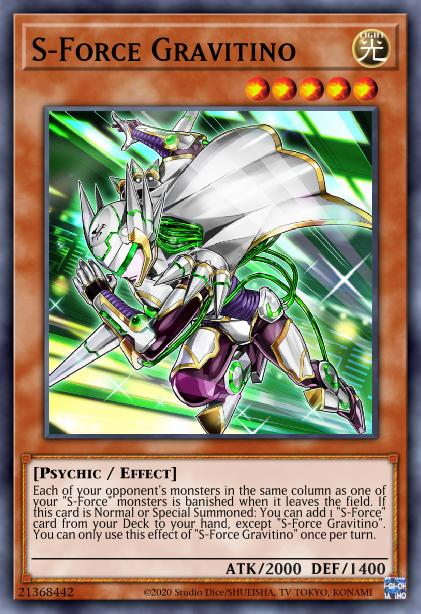 S-Force Gravitino
LIGHT
光
[Psychic / Effect]
Each of your opponent's monsters in the same column as one of
your "S-Force" monsters is banished when it leaves the field. If
this card is Normal or Special Summoned: You can add 1 "S-Force"
card from your Deck to your hand, except "S-Force Gravitino".
You can only use this effect of "S-Force Gravitino" once per turn.
ATK/2000 DEF/1400
21368442
©2020 Studio Dice/SHUEISHA, TV TOKYO, KONAMI